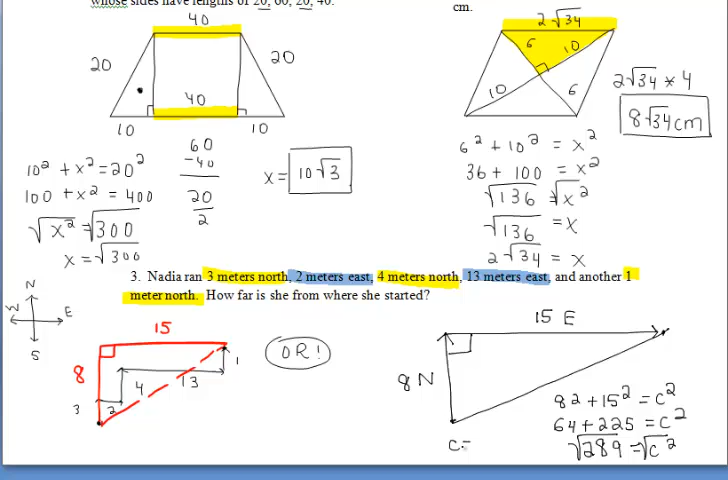 whose sides have lengths of 20, 60, 20, 40.
40
20
20
40
10
10
10² + x² = 20²
100 + x² = 400
√x² = √300
x = √300
60
-40
20
2
x = 10√3
cm.
2√34
6
10
10
6
2√34 * 4
8√34 cm
6² + 10² = x²
36 + 100 = x²
√136 = √x²
√136 = x
2√34 = x
3. Nadia ran 3 meters north, 2 meters east, 4 meters north, 13 meters east, and another 1
meter north. How far is she from where she started?
N
W
E
S
15
8
3
2
4
13
1
OR!
15 E
8 N
8² + 15² = c²
64 + 225 = c²
√289 = √c²
c =